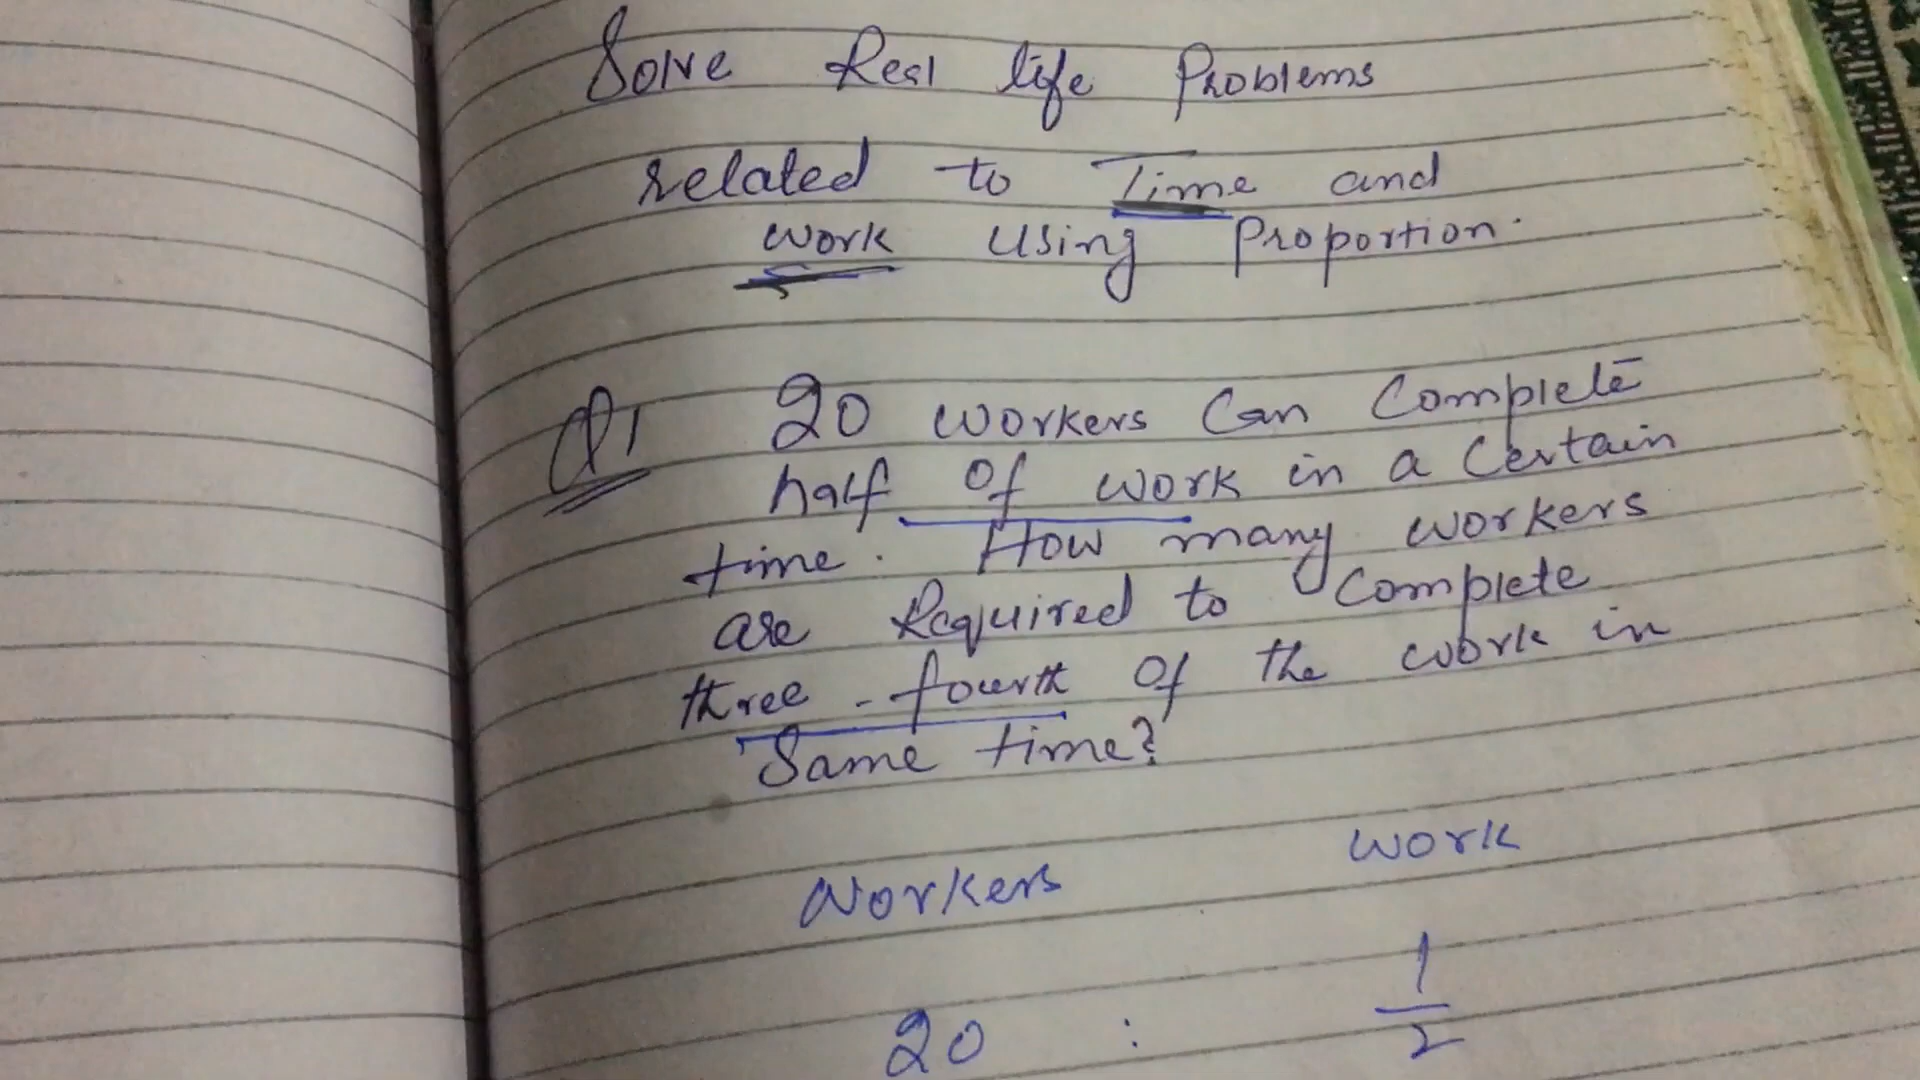 Solve Real life Problems
related to Time and
work using Proportion.
Q1 20 workers Can Complete
half of work in a Certain
time. How many workers
are Required to Complete
three-fourth of the work in
Same time?
Workers work
20 : 1/2